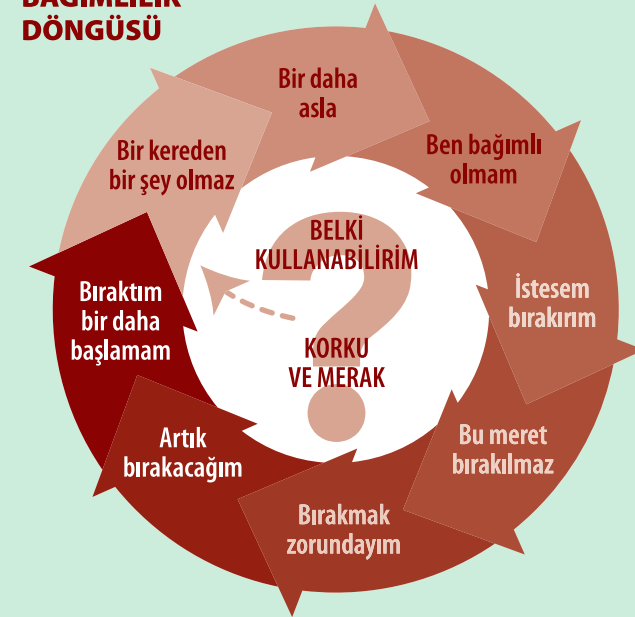 BAĞIMLILIK
DÖNGÜSÜ
Bir kereden
bir şey olmaz
Bir daha
asla
Ben bağımlı
olmam
İstesem
bırakırım
Bu meret
bırakılmaz
Bırakmak
zorundayım
Artık
bırakacağım
Bıraktım
bir daha
başlamam
BELKİ
KULLANABİLİRİM
KORKU
VE MERAK
?